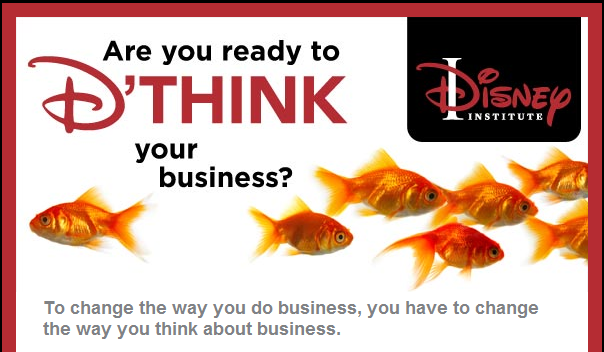 Are you ready to
D'THINK
your
business?
DISNEY
INSTITUTE
To change the way you do business, you have to change
the way you think about business.